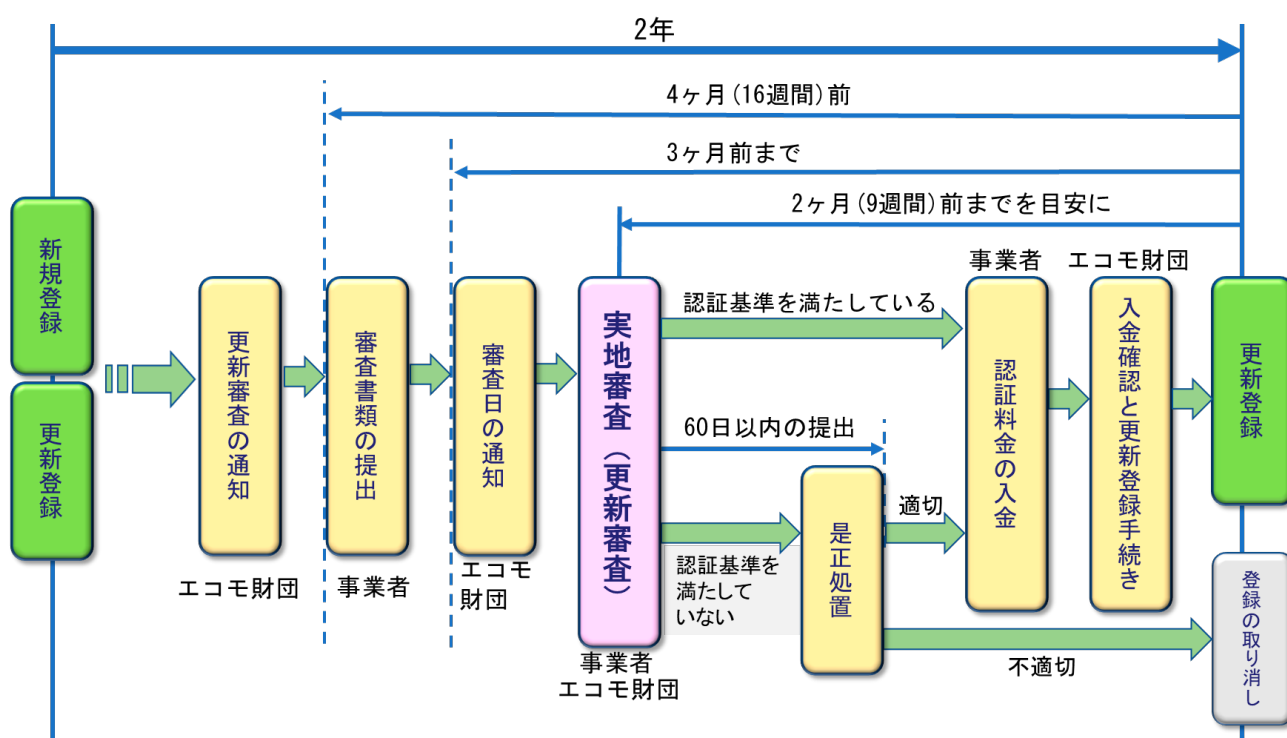 2年
4ヶ月(16週間)前
3ヶ月前まで
2ヶ月(9週間)前までを目安に
新規登録
更新登録
更新審査の通知
エコモ財団
審査書類の提出
事業者
審査日の通知
エコモ
財団
実地審査（更新審査）
事業者
エコモ財団
認証基準を満たしている
60日以内の提出
認証基準を
満たして
いない
是正処置
適切
不適切
事業者
認証料金の入金
エコモ財団
入金確認と更新登録手続き
更新登録
登録の取り消し